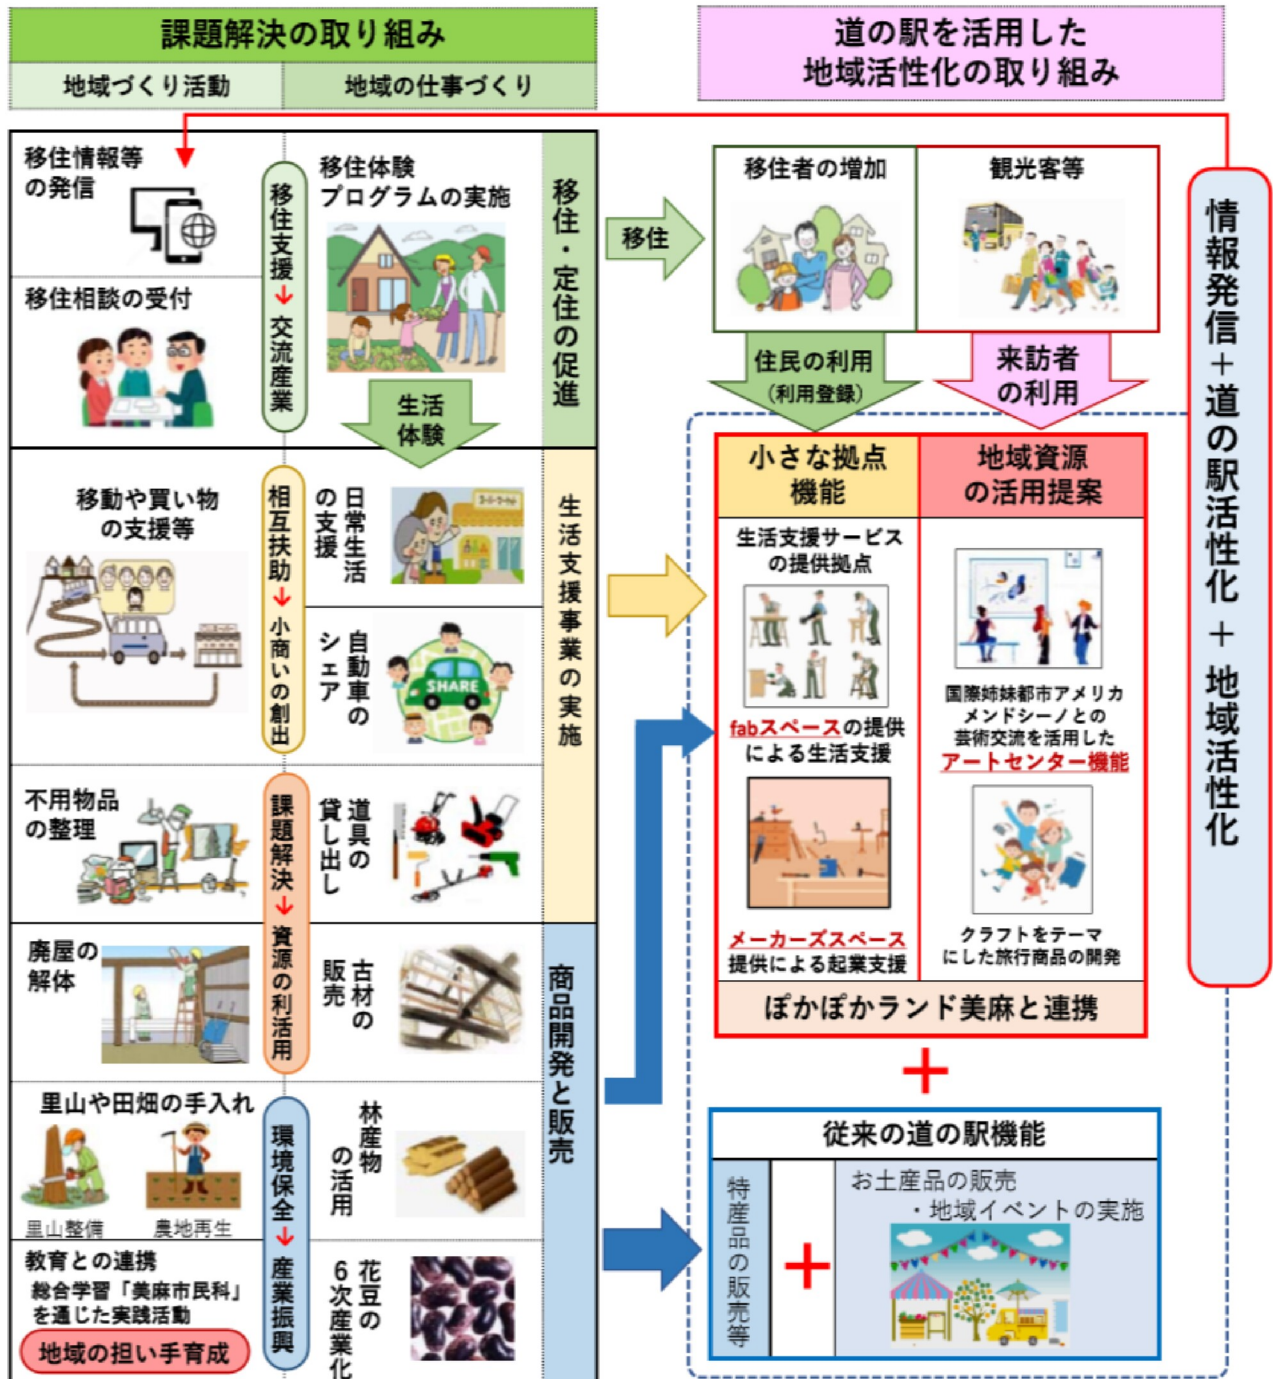 課題解決の取り組み
地域づくり活動
地域の仕事づくり
道の駅を活用した
地域活性化の取り組み
移住情報等
の発信
移住相談の受付
移住支援
↓
交流産業
移住体験
プログラムの実施
生活
体験
移住・定住の促進
移住
移住者の増加
観光客等
住民の利用
(利用登録)
来訪者
の利用
情報発信+道の駅活性化+地域活性化
移動や買い物
の支援等
相互扶助
↓
小商いの創出
日常生活
の支援
自動車の
シェア
SHARE
生活支援事業の実施
不用物品
の整理
課題解決
↓
資源の利活用
道具の
貸し出し
廃屋の
解体
古材の
販売
商品開発と販売
里山や田畑の手入れ
里山整備
農地再生
環境保全
↓
産業振興
林産物
の活用
教育との連携
総合学習「美麻市民科」
を通じた実践活動
地域の担い手育成
花豆の
6次産業化
小さな拠点
機能
生活支援サービス
の提供拠点
fabスペースの提供
による生活支援
メーカーズスペース
提供による起業支援
地域資源
の活用提案
国際姉妹都市アメリカ
メンドシーノとの
芸術交流を活用した
アートセンター機能
クラフトをテーマ
にした旅行商品の開発
ぽかぽかランド美麻と連携
+
従来の道の駅機能
特産品の販売等
+
お土産品の販売
・地域イベントの実施